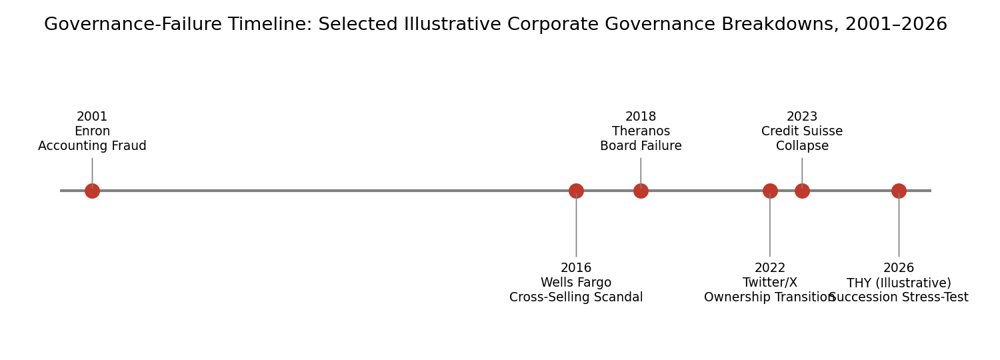 Governance-Failure Timeline: Selected Illustrative Corporate Governance Breakdowns, 2001–2026
2001
Enron
Accounting Fraud
2018
Theranos
Board Failure
2023
Credit Suisse
Collapse
2016
Wells Fargo
Cross-Selling Scandal
2022
Twitter/X
Ownership Transition
2026
THY (Illustrative)
Succession Stress-Test